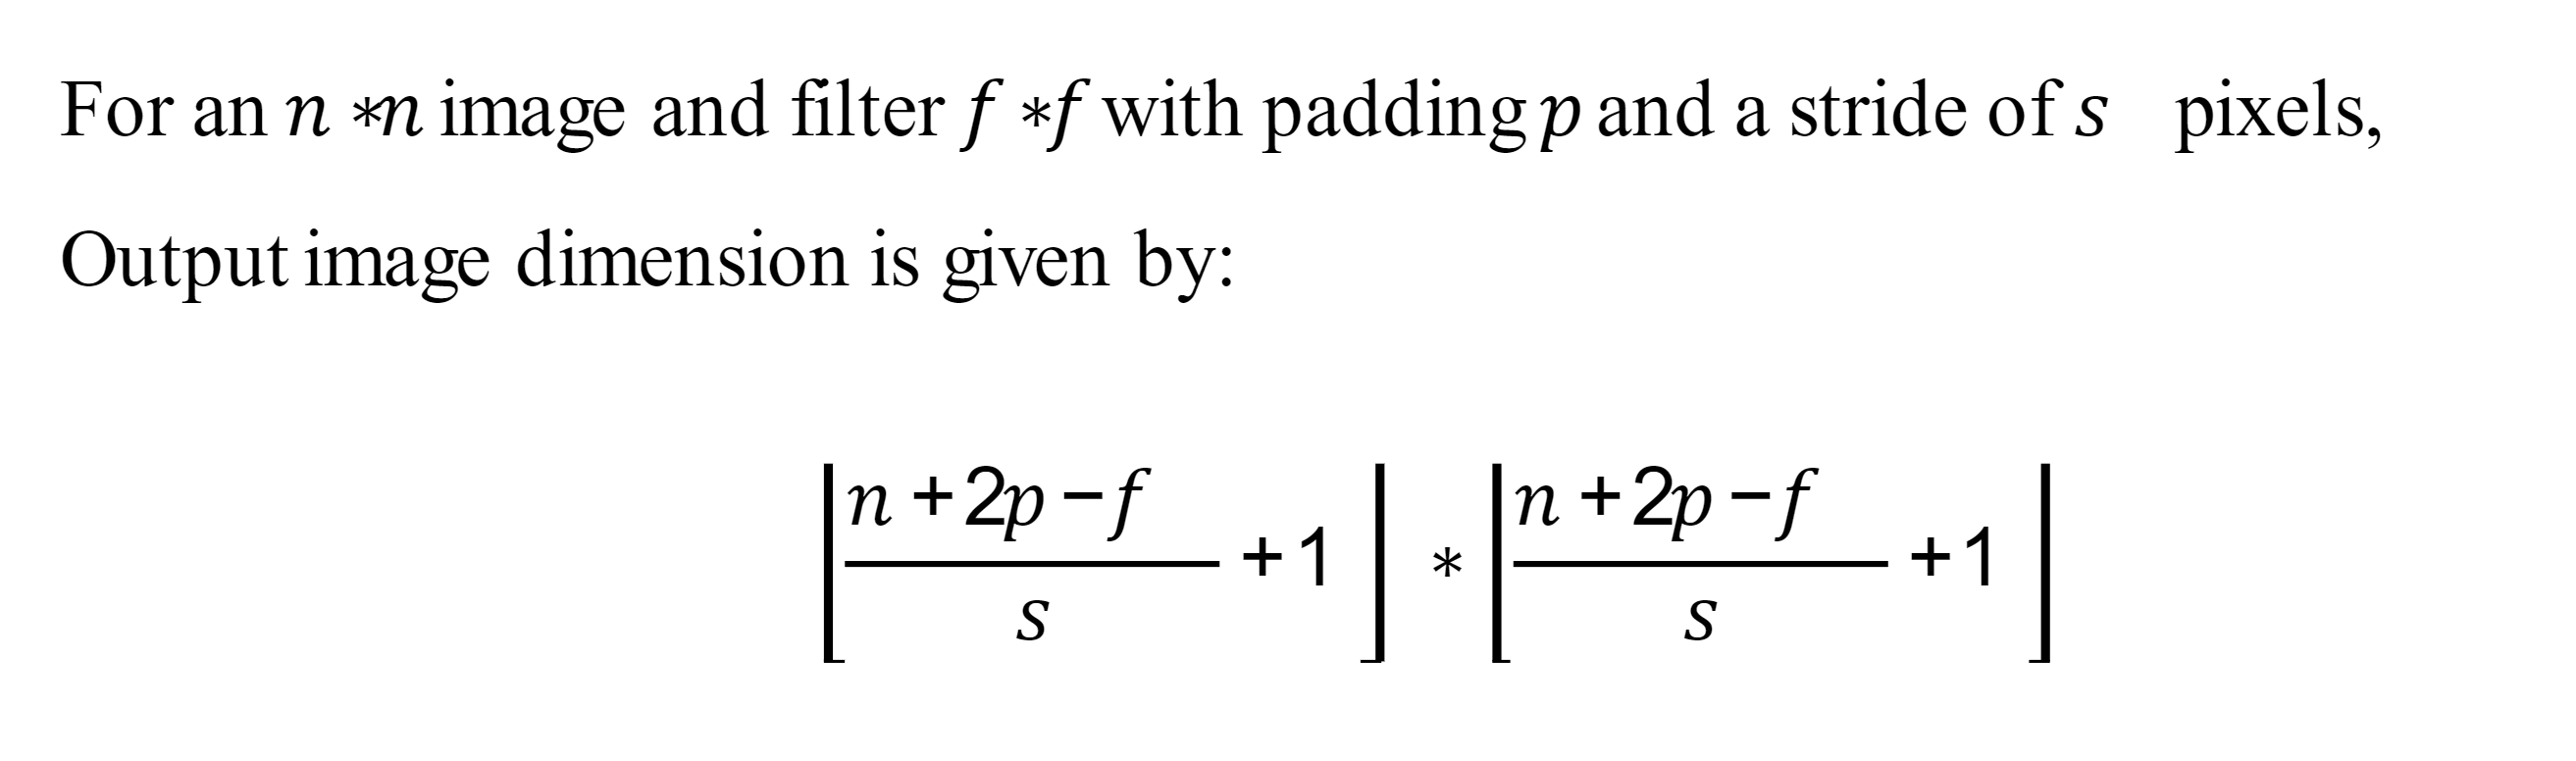 For an n *n image and filter f *f with padding p and a stride of s pixels,
Output image dimension is given by:
⌊(n +2p −f)/s +1⌋ * ⌊(n +2p −f)/s +1⌋